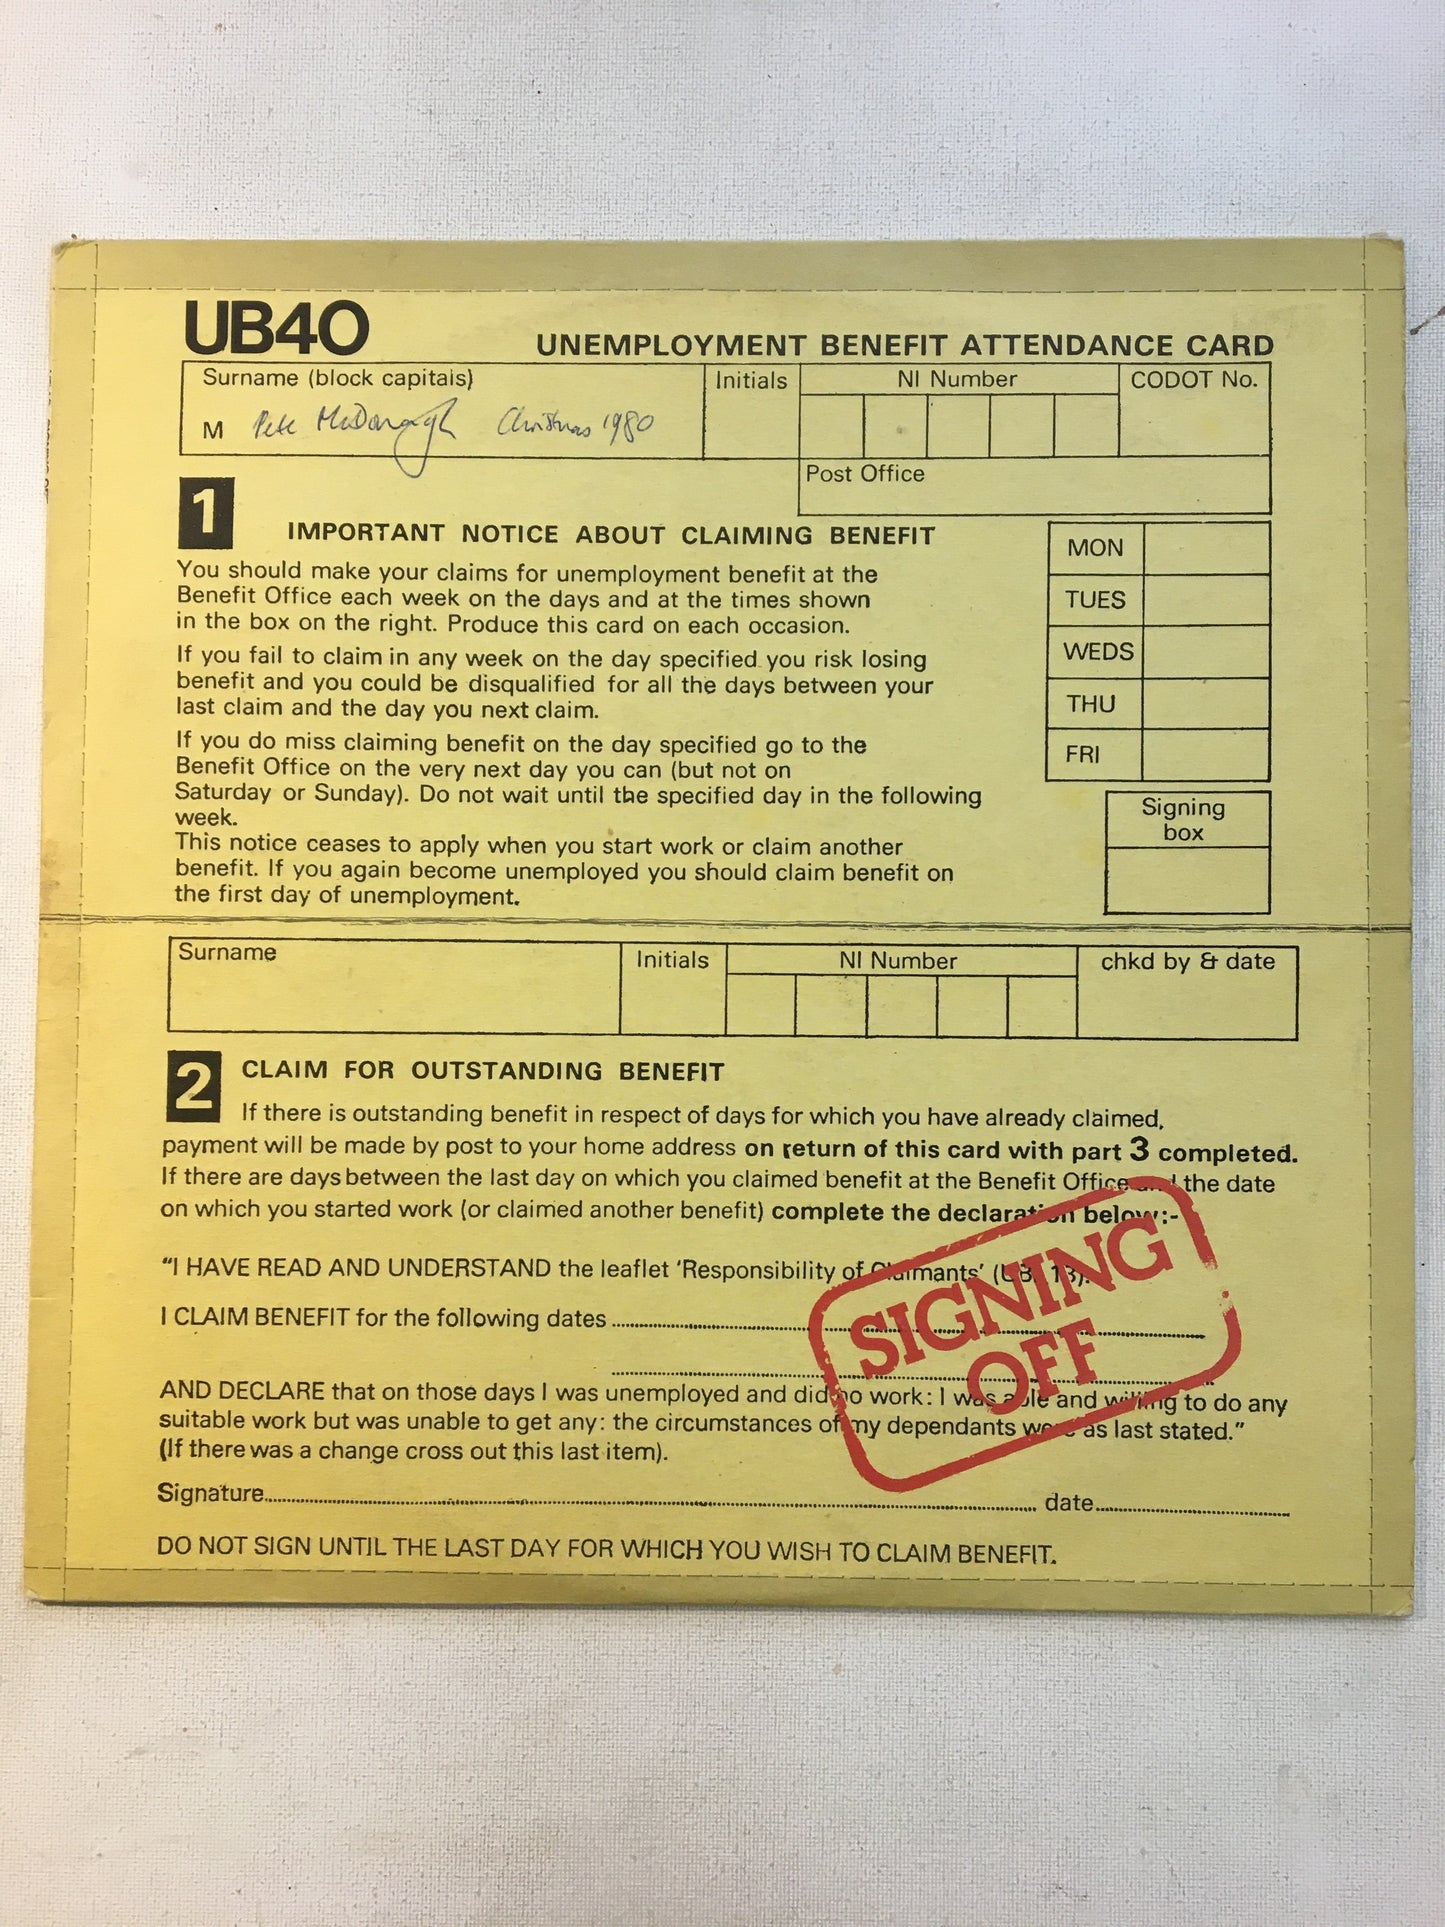 UB40
UNEMPLOYMENT BENEFIT ATTENDANCE CARD
Surname (block capitals)
Initials
NI Number
CODOT No.
M Pete McDonagh Christmas 1980
Post Office
1
IMPORTANT NOTICE ABOUT CLAIMING BENEFIT
You should make your claims for unemployment benefit at the
Benefit Office each week on the days and at the times shown
in the box on the right. Produce this card on each occasion.
If you fail to claim in any week on the day specified you risk losing
benefit and you could be disqualified for all the days between your
last claim and the day you next claim.
If you do miss claiming benefit on the day specified go to the
Benefit Office on the very next day you can (but not on
Saturday or Sunday). Do not wait until the specified day in the following
week.
This notice ceases to apply when you start work or claim another
benefit. If you again become unemployed you should claim benefit on
the first day of unemployment.
MON
TUES
WEDS
THU
FRI
Signing
box
Surname
Initials
NI Number
chkd by & date
2
CLAIM FOR OUTSTANDING BENEFIT
If there is outstanding benefit in respect of days for which you have already claimed,
payment will be made by post to your home address on return of this card with part 3 completed.
If there are days between the last day on which you claimed benefit at the Benefit Office and the date
on which you started work (or claimed another benefit) complete the declaration below:-
"I HAVE READ AND UNDERSTAND the leaflet 'Responsibility of Claimants' (UBL 18).
I CLAIM BENEFIT for the following dates
AND DECLARE that on those days I was unemployed and did no work: I was able and willing to do any
suitable work but was unable to get any: the circumstances of my dependants were as last stated."
(If there was a change cross out this last item).
Signature date
DO NOT SIGN UNTIL THE LAST DAY FOR WHICH YOU WISH TO CLAIM BENEFIT.
SIGNING
OFF